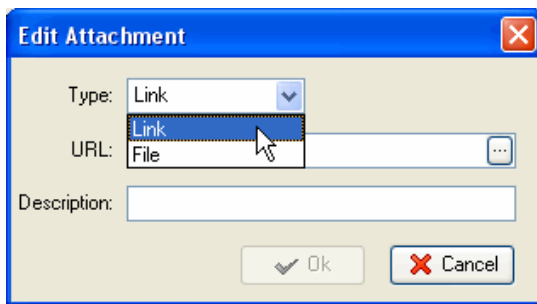 Edit Attachment
Type: Link
Link
URL:
File
...
Description:
Ok
Cancel